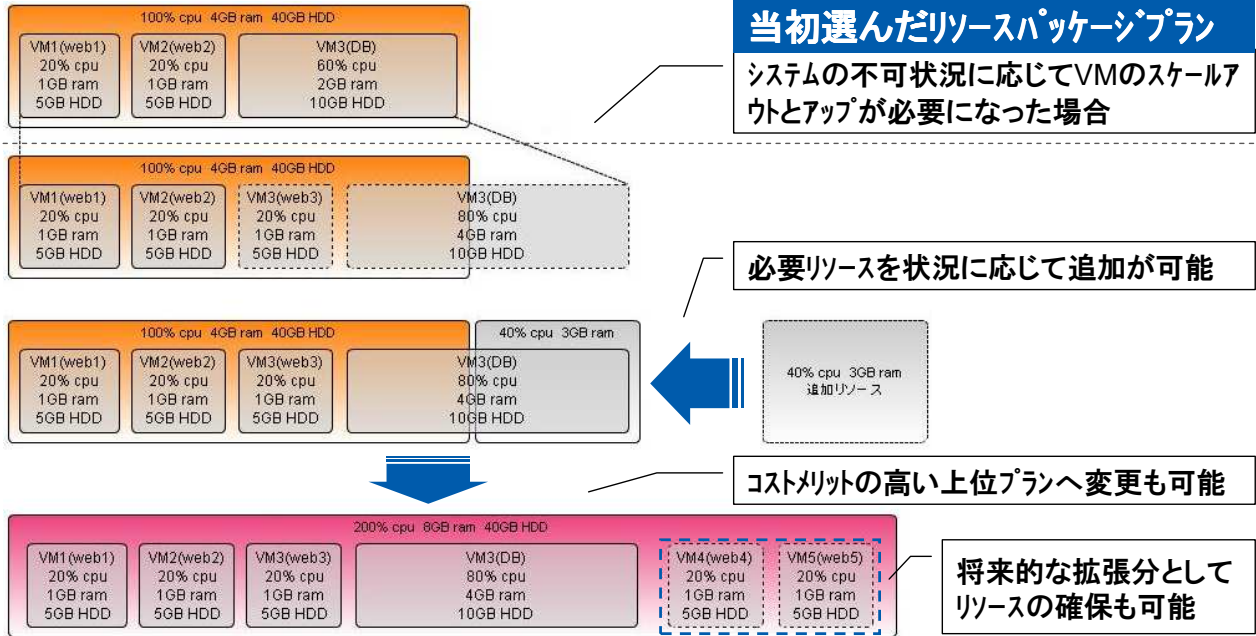 100% cpu 4GB ram 40GB HDD
VM1(web1)
20% cpu
1GB ram
5GB HDD
VM2(web2)
20% cpu
1GB ram
5GB HDD
VM3(DB)
60% cpu
2GB ram
10GB HDD
当初選んだリソースパッケージプラン
システムの不可状況に応じてVMのスケールア
ウトとアップが必要になった場合
100% cpu 4GB ram 40GB HDD
VM1(web1)
20% cpu
1GB ram
5GB HDD
VM2(web2)
20% cpu
1GB ram
5GB HDD
VM3(web3)
20% cpu
1GB ram
5GB HDD
VM3(DB)
80% cpu
4GB ram
10GB HDD
必要リソースを状況に応じて追加が可能
100% cpu 4GB ram 40GB HDD
40% cpu 3GB ram
VM1(web1)
20% cpu
1GB ram
5GB HDD
VM2(web2)
20% cpu
1GB ram
5GB HDD
VM3(web3)
20% cpu
1GB ram
5GB HDD
VM3(DB)
80% cpu
4GB ram
10GB HDD
40% cpu 3GB ram
追加リソース
コストメリットの高い上位プランへ変更も可能
200% cpu 8GB ram 40GB HDD
VM1(web1)
20% cpu
1GB ram
5GB HDD
VM2(web2)
20% cpu
1GB ram
5GB HDD
VM3(web3)
20% cpu
1GB ram
5GB HDD
VM3(DB)
80% cpu
4GB ram
10GB HDD
VM4(web4)
20% cpu
1GB ram
5GB HDD
VM5(web5)
20% cpu
1GB ram
5GB HDD
将来的な拡張分として
リソースの確保も可能